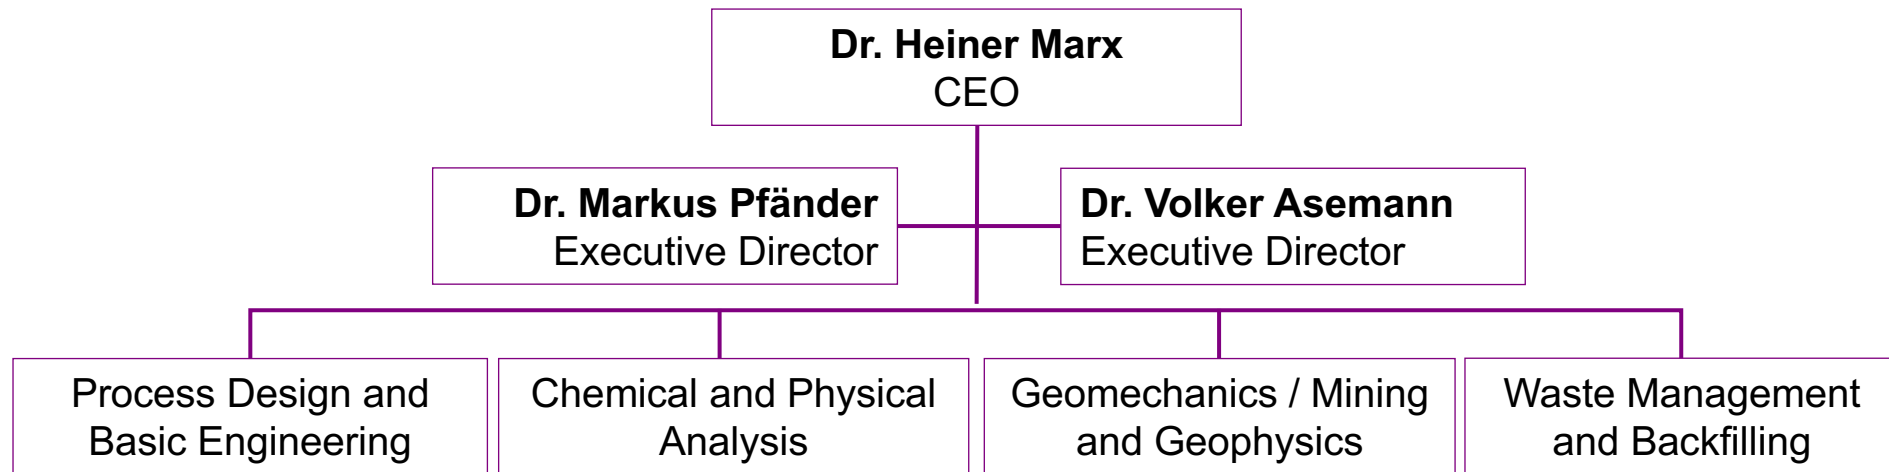 Dr. Heiner Marx
CEO
Dr. Markus Pfänder
Executive Director
Dr. Volker Asemann
Executive Director
Process Design and
Basic Engineering
Chemical and Physical
Analysis
Geomechanics / Mining
and Geophysics
Waste Management
and Backfilling